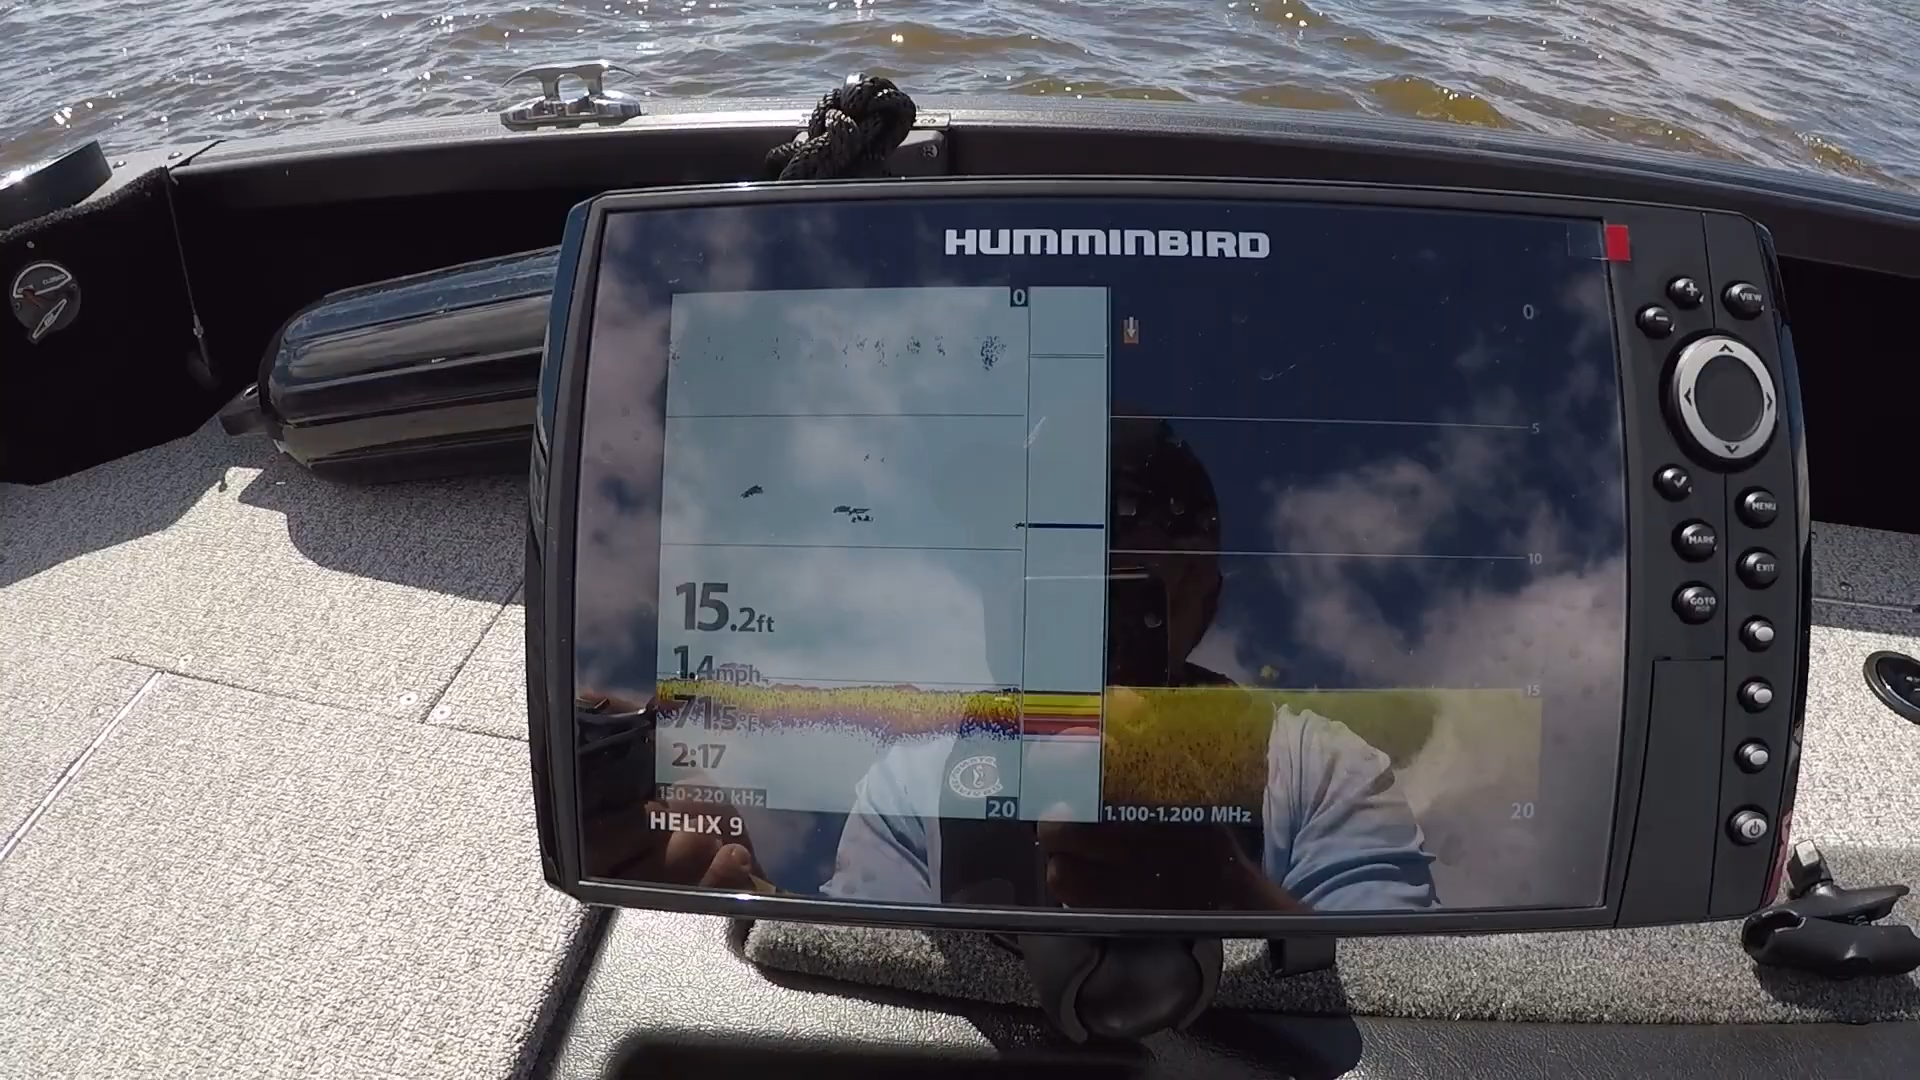 HUMMINBIRD
0
0
5
10
15
20
15.2ft
1.4mph
71.5°F
2:17
150-220 kHz
20
1.100-1.200 MHz
HELIX 9
+
-
VIEW
MENU
MARK
EXIT
GOTO
MOB